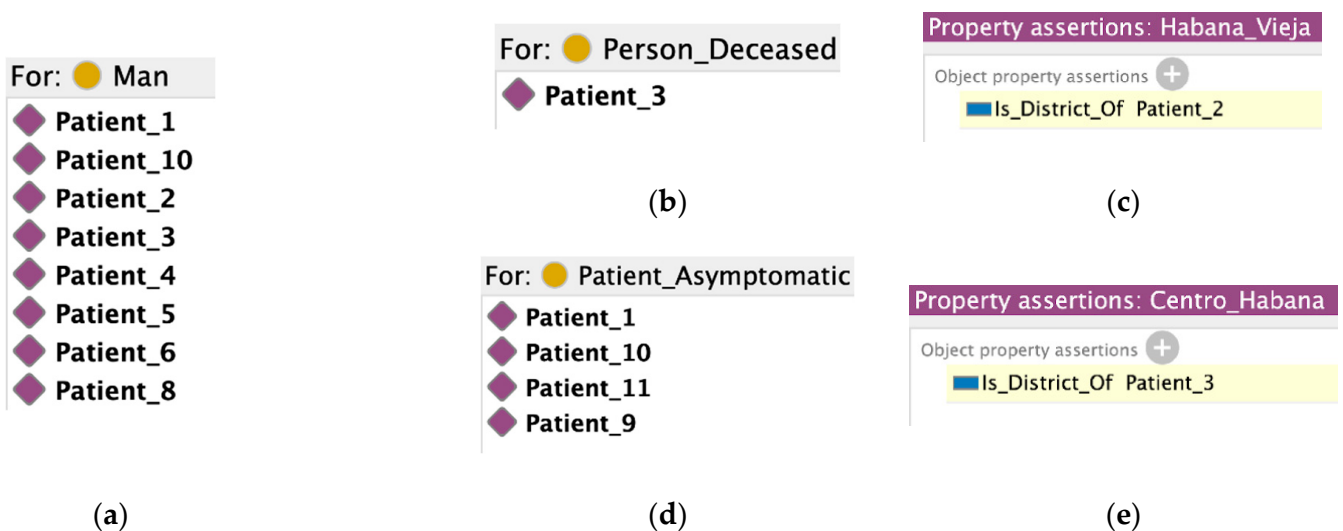 For: Man
Patient_1
Patient_10
Patient_2
Patient_3
Patient_4
Patient_5
Patient_6
Patient_8
(a)
For: Person_Deceased
Patient_3
(b)
Property assertions: Habana_Vieja
Object property assertions
Is_District_Of Patient_2
(c)
For: Patient_Asymptomatic
Patient_1
Patient_10
Patient_11
Patient_9
(d)
Property assertions: Centro_Habana
Object property assertions
Is_District_Of Patient_3
(e)